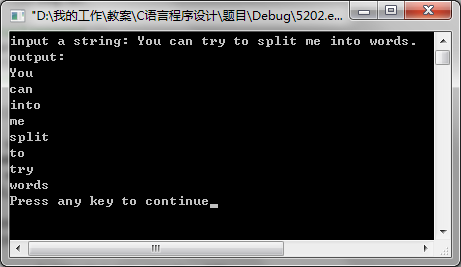 "D:\我的工作\教案\C语言程序设计\题目\Debug\5202.e...
input a string: You can try to split me into words.
output:
You
can
into
me
split
to
try
words
Press any key to continue